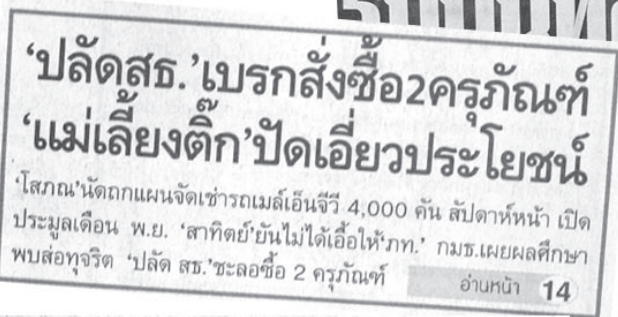 'ปลัดสธ.'เบรกสั่งซื้อ2ครุภัณฑ์
'แม่เลี้ยงติ๊ก'ปัดเอี่ยวประโยชน์
'โสภณ'นัดถกแผนจัดเช่ารถเมล์เอ็นจีวี 4,000 คัน สัปดาห์หน้า เปิด
ประมูลเดือน พ.ย. 'สาทิตย์'ยันไม่ได้เอื้อให้'ภท.' กมธ.เผยผลศึกษา
พบส่อทุจริต 'ปลัด สธ.'ชะลอซื้อ 2 ครุภัณฑ์ อ่านหน้า 14